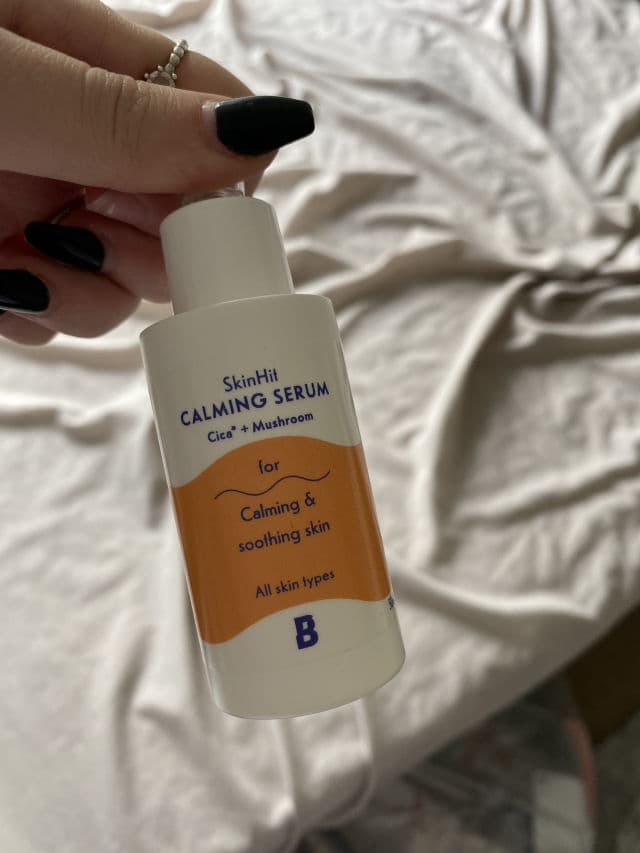 SkinHit
CALMING SERUM
Cica® + Mushroom
for
Calming &
soothing skin
All skin types
B